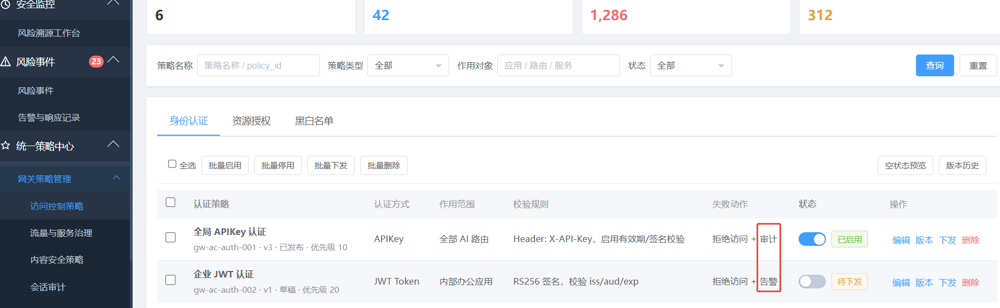 安全监控
风险溯源工作台
风险事件 23
风险事件
告警与响应记录
统一策略中心
网关策略管理
访问控制策略
流量与服务治理
内容安全策略
会话审计
6 42 1,286 312
策略名称 策略名称 / policy_id 策略类型 全部 作用对象 应用 / 路由 / 服务 状态 全部 查询 重置
身份认证 资源授权 黑白名单
全选 批量启用 批量停用 批量下发 批量删除 空状态预览 版本历史
认证策略 认证方式 作用范围 校验规则 失败动作 状态 操作
全局 APIKey 认证
gw-ac-auth-001 · v3 · 已发布 · 优先级 10
APIKey 全部 AI 路由 Header: X-API-Key，启用有效期/签名校验 拒绝访问 + 审计 已启用 编辑 版本 下发 删除
企业 JWT 认证
gw-ac-auth-002 · v1 · 草稿 · 优先级 20
JWT Token 内部办公应用 RS256 签名，校验 iss/aud/exp 拒绝访问 + 告警 待下发 编辑 版本 下发 删除